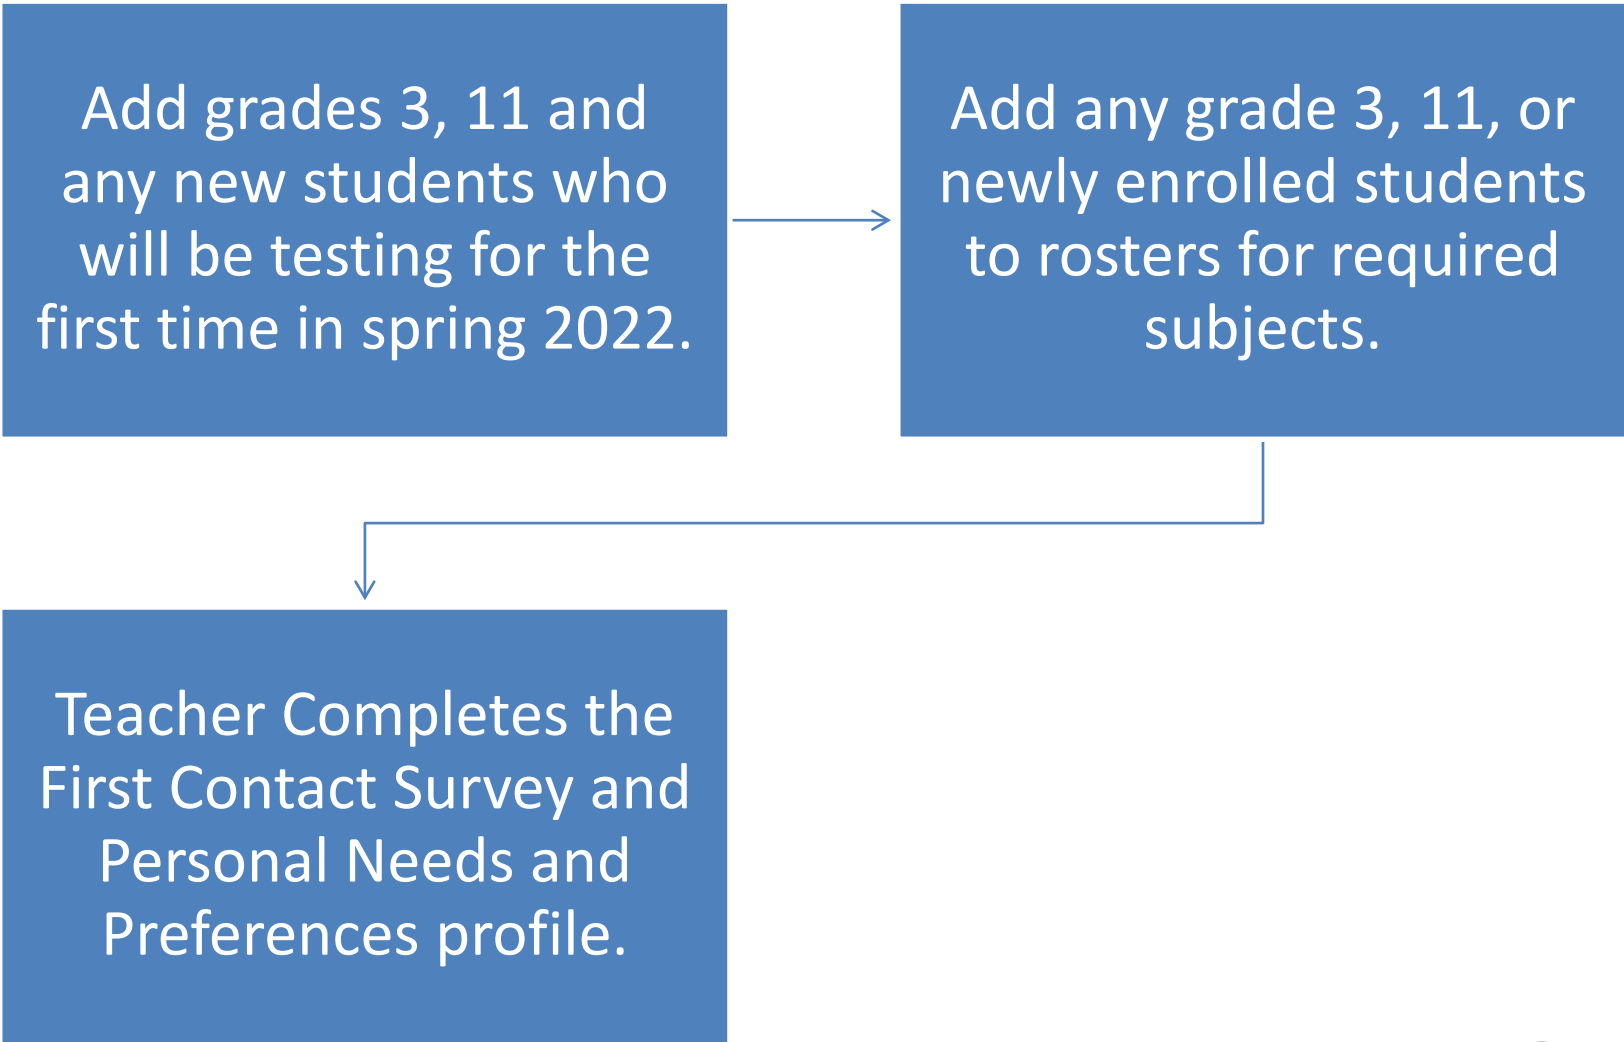 Add grades 3, 11 and
any new students who
will be testing for the
first time in spring 2022.
Add any grade 3, 11, or
newly enrolled students
to rosters for required
subjects.
Teacher Completes the
First Contact Survey and
Personal Needs and
Preferences profile.